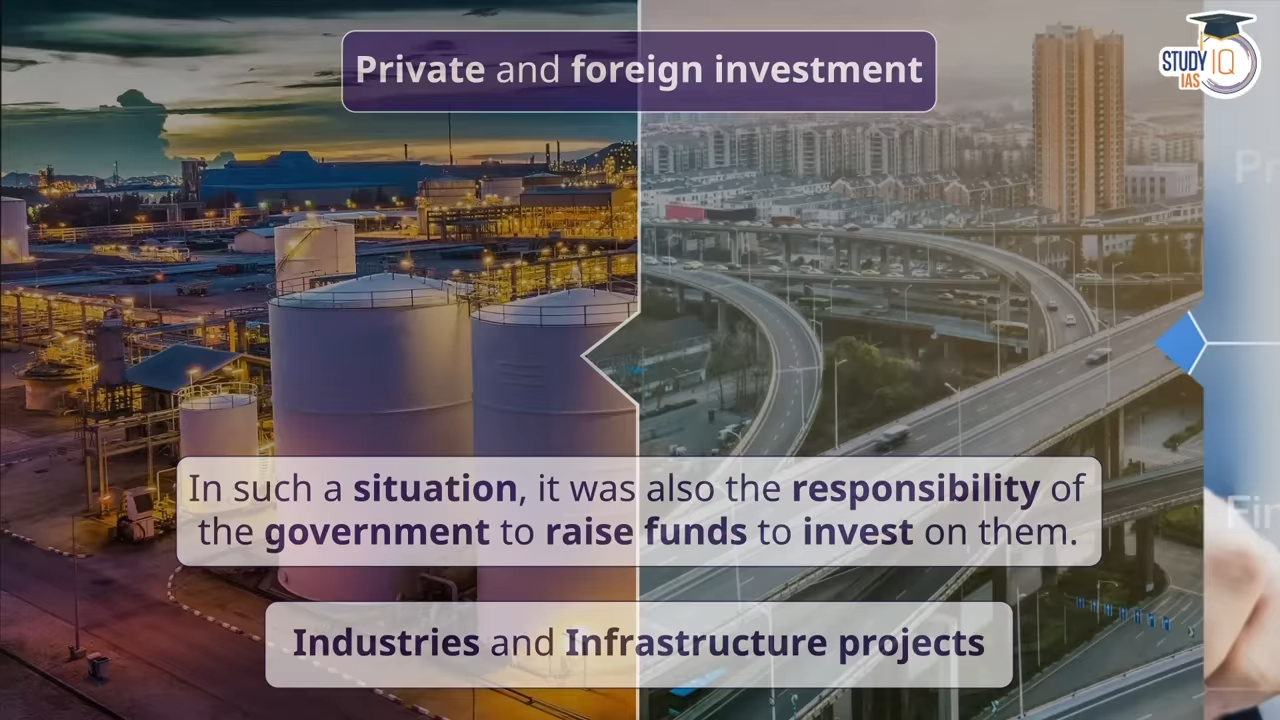 Private and foreign investment
STUDY IQ
IAS
In such a situation, it was also the responsibility of
the government to raise funds to invest on them.
Industries and Infrastructure projects